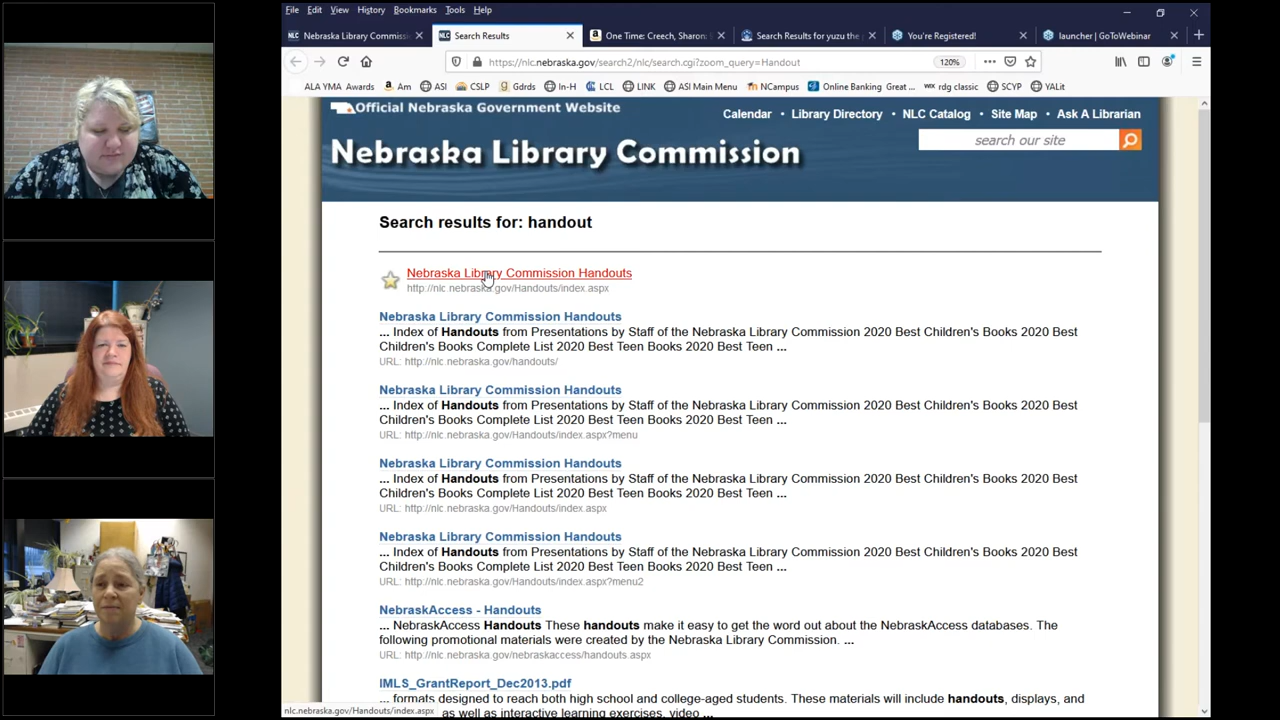 File Edit View History Bookmarks Tools Help
Nebraska Library Commissi
Search Results
One Time: Creech, Sharon:
Search Results for yuzu the
You're Registered!
launcher | GoToWebinar
https://nlc.nebraska.gov/search2/nlc/search.cgi?zoom_query=Handout
120%
ALA YMA Awards Am ASI CSLP Gdrds In-H LCL LINK ASI Main Menu NCampus Online Banking Great ... WIX rdg classic SCYP YALit
Official Nebraska Government Website
Calendar • Library Directory • NLC Catalog • Site Map • Ask A Librarian
Nebraska Library Commission
search our site
Search results for: handout
Nebraska Library Commission Handouts
http://nlc.nebraska.gov/Handouts/index.aspx
Nebraska Library Commission Handouts
... Index of Handouts from Presentations by Staff of the Nebraska Library Commission 2020 Best Children's Books 2020 Best
Children's Books Complete List 2020 Best Teen Books 2020 Best Teen ...
URL: http://nlc.nebraska.gov/handouts/
Nebraska Library Commission Handouts
... Index of Handouts from Presentations by Staff of the Nebraska Library Commission 2020 Best Children's Books 2020 Best
Children's Books Complete List 2020 Best Teen Books 2020 Best Teen ...
URL: http://nlc.nebraska.gov/Handouts/index.aspx?menu
Nebraska Library Commission Handouts
... Index of Handouts from Presentations by Staff of the Nebraska Library Commission 2020 Best Children's Books 2020 Best
Children's Books Complete List 2020 Best Teen Books 2020 Best Teen ...
URL: http://nlc.nebraska.gov/Handouts/index.aspx
Nebraska Library Commission Handouts
... Index of Handouts from Presentations by Staff of the Nebraska Library Commission 2020 Best Children's Books 2020 Best
Children's Books Complete List 2020 Best Teen Books 2020 Best Teen ...
URL: http://nlc.nebraska.gov/Handouts/index.aspx?menu2
NebraskAccess - Handouts
... NebraskAccess Handouts These handouts make it easy to get the word out about the NebraskAccess databases. The
following promotional materials were created by the Nebraska Library Commission. ...
URL: http://nlc.nebraska.gov/nebraskaccess/handouts.aspx
IMLS_GrantReport_Dec2013.pdf
... formats designed to reach both high school and college-aged students. These materials will include handouts, displays, and
as well as interactive learning exercises, video ...
nlc.nebraska.gov/Handouts/index.aspx